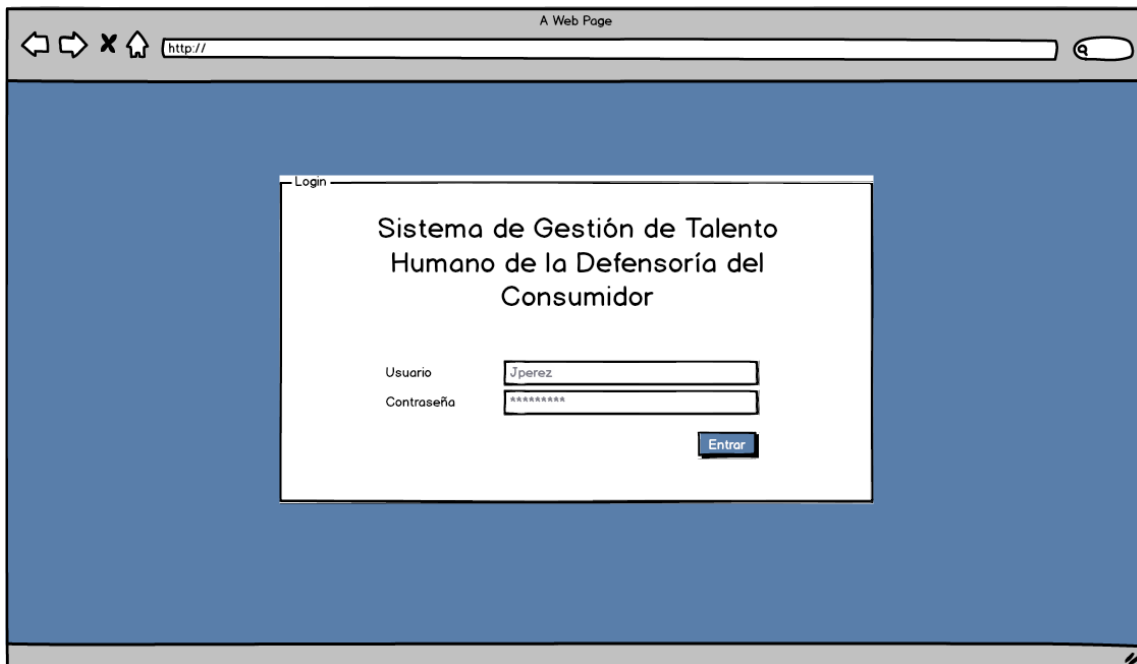 A Web Page
http://
Login
Sistema de Gestión de Talento
Humano de la Defensoría del
Consumidor
Usuario
Jperez
Contraseña
*********
Entrar